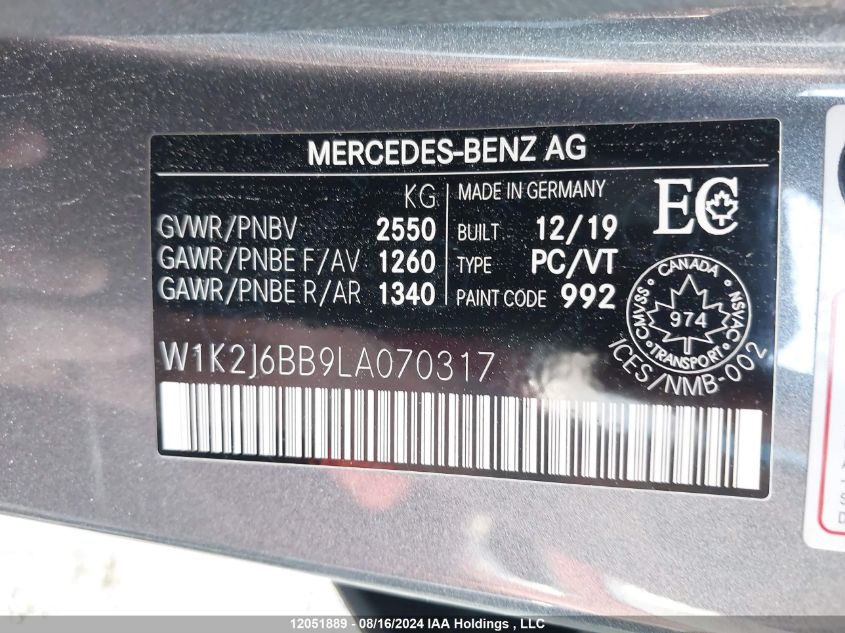 MERCEDES-BENZ AG
KG
MADE IN GERMANY
GVWR/PNBV 2550
BUILT 12/19
GAWR/PNBE F/AV 1260
TYPE PC/VT
GAWR/PNBE R/AR 1340
PAINT CODE 992
EC
CANADA
CMVSS
974
NSVAC
TRANSPORT
ICES/NMB-002
W1K2J6BB9LA070317
12051889 - 08/16/2024 IAA Holdings , LLC